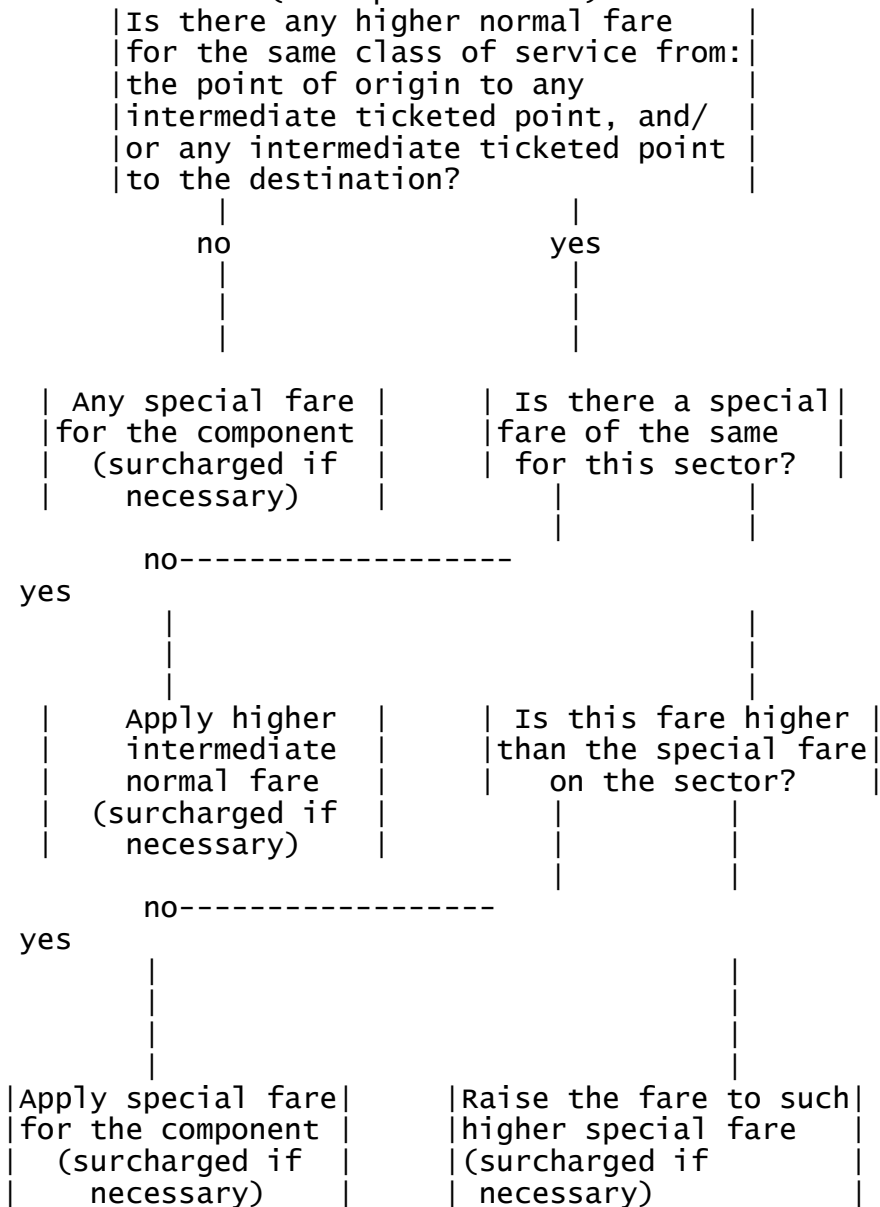 Is there any higher normal fare
for the same class of service from:
the point of origin to any
intermediate ticketed point, and/
or any intermediate ticketed point
to the destination?
no yes
Any special fare Is there a special
for the component fare of the same
(surcharged if for this sector?
necessary)
no-------------------
yes
Apply higher Is this fare higher
intermediate than the special fare
normal fare on the sector?
(surcharged if
necessary)
no------------------
yes
Apply special fare Raise the fare to such
for the component higher special fare
(surcharged if (surcharged if
necessary) necessary)